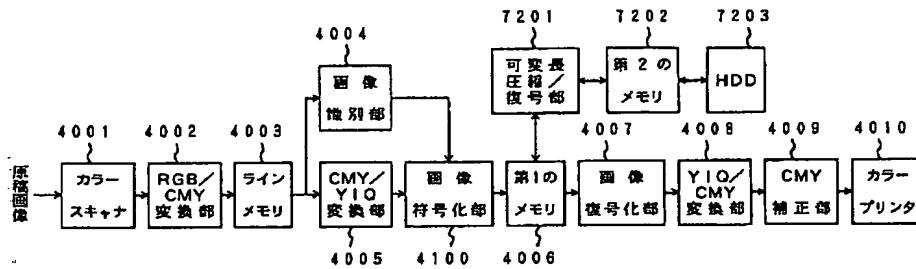 7201
7202
7203
4004
可変長
圧縮/
復号部
第2の
メモリ
HDD
画像
識別部
4001
4002
4003
4007
4008
4009
4010
原稿画像
カラー
スキャナ
RGB/
CMY
変換部
ライン
メモリ
CMY/
YIQ
変換部
画像
符号化部
第1の
メモリ
画像
復号化部
YIQ/
CMY
変換部
CMY
補正部
カラー
プリンタ
4005
4100
4006